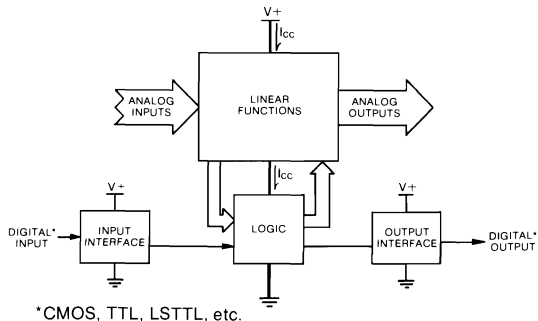 V+
Icc
ANALOG
INPUTS
LINEAR
FUNCTIONS
ANALOG
OUTPUTS
Icc
V+
V+
DIGITAL*
INPUT
INPUT
INTERFACE
LOGIC
OUTPUT
INTERFACE
DIGITAL*
OUTPUT
*CMOS, TTL, LSTTL, etc.